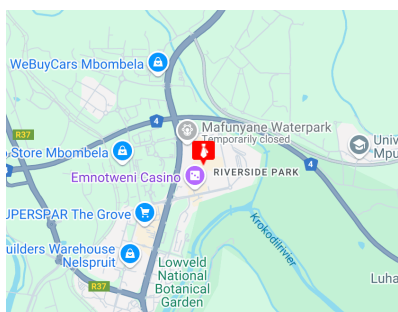 WeBuyCars Mbombela
R37
4
Mafunyane Waterpark
Temporarily closed
Store Mbombela
Univ
Mpu
4
Emnotweni Casino
RIVERSIDE PARK
UPERSPAR The Grove
Krokodilrivier
uilders Warehouse
Nelspruit
Lowveld
National
Botanical
Garden
R37
Luha